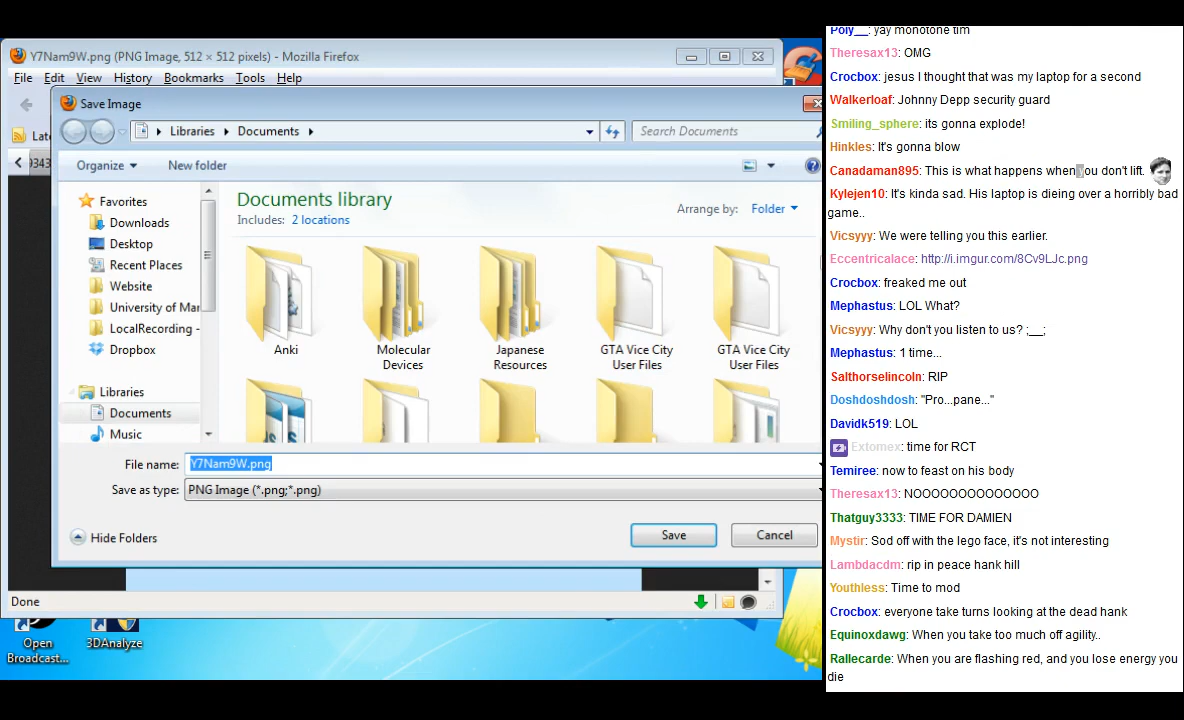 Y7Nam9W.png (PNG Image, 512 × 512 pixels) - Mozilla Firefox
File Edit View History Bookmarks Tools Help
Save Image
Libraries Documents
Search Documents
Organize New folder
Favorites
Downloads
Desktop
Recent Places
Website
University of Mar
LocalRecording -
Dropbox
Libraries
Documents
Music
Documents library
Includes: 2 locations
Arrange by: Folder
Anki
Molecular
Devices
Japanese
Resources
GTA Vice City
User Files
GTA Vice City
User Files
File name: Y7Nam9W.png
Save as type: PNG Image (*.png;*.png)
Hide Folders
Save
Cancel
Done
Open
Broadcast...
3DAnalyze
Poly__: yay monotone tim
Theresax13: OMG
Crocbox: jesus I thought that was my laptop for a second
Walkerloaf: Johnny Depp security guard
Smiling_sphere: its gonna explode!
Hinkles: It's gonna blow
Canadaman895: This is what happens when you don't lift.
Kylejen10: It's kinda sad. His laptop is dieing over a horribly bad
game..
Vicsyyy: We were telling you this earlier.
Eccentricalace: http://i.imgur.com/8Cv9LJc.png
Crocbox: freaked me out
Mephastus: LOL What?
Vicsyyy: Why don't you listen to us? ;__;
Mephastus: 1 time...
Salthorselincoln: RIP
Doshdoshdosh: "Pro...pane..."
Davidk519: LOL
Extomex: time for RCT
Temiree: now to feast on his body
Theresax13: NOOOOOOOOOOOOOO
Thatguy3333: TIME FOR DAMIEN
Mystir: Sod off with the lego face, it's not interesting
Lambdacdm: rip in peace hank hill
Youthless: Time to mod
Crocbox: everyone take turns looking at the dead hank
Equinoxdawg: When you take too much off agility..
Rallecarde: When you are flashing red, and you lose energy you
die